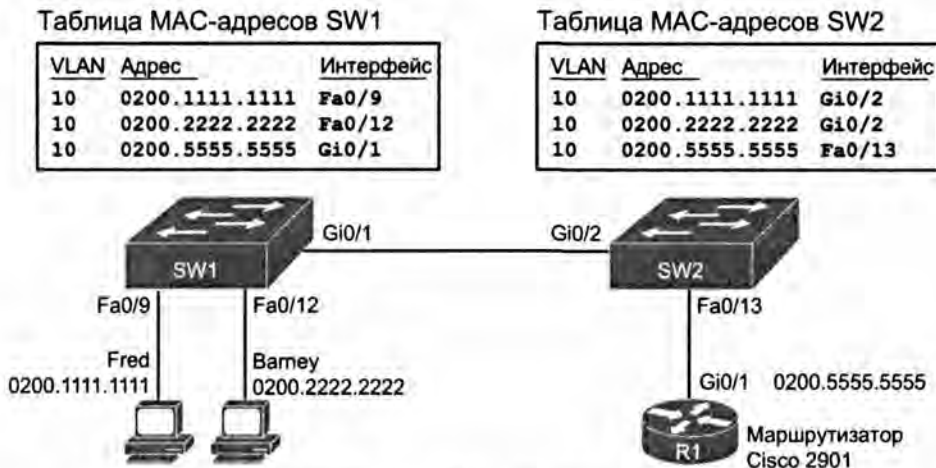 Таблица MAC-адресов SW1
VLAN Адрес Интерфейс
10 0200.1111.1111 Fa0/9
10 0200.2222.2222 Fa0/12
10 0200.5555.5555 Gi0/1
Таблица MAC-адресов SW2
VLAN Адрес Интерфейс
10 0200.1111.1111 Gi0/2
10 0200.2222.2222 Gi0/2
10 0200.5555.5555 Fa0/13
Gi0/1
Gi0/2
SW1
SW2
Fa0/9
Fa0/12
Fa0/13
Fred
0200.1111.1111
Barney
0200.2222.2222
Gi0/1 0200.5555.5555
R1
Маршрутизатор
Cisco 2901